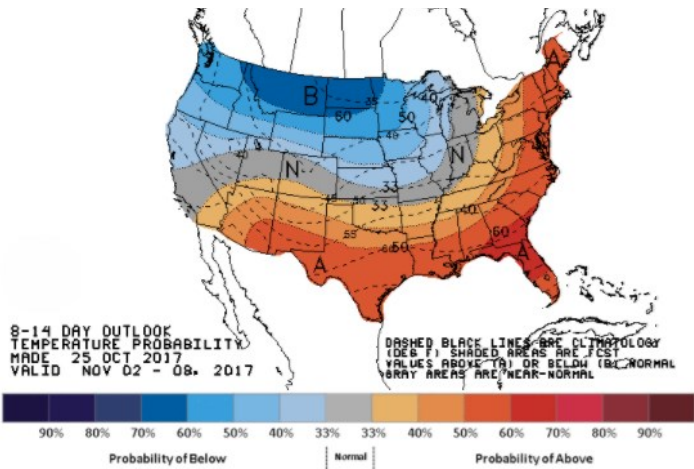 A
B
35
40
50
60
40
40
N
N
33
33
40
60
55
50
A
A
8-14 DAY OUTLOOK
TEMPERATURE PROBABILITY
MADE 25 OCT 2017
VALID NOV 02 - 08, 2017
DASHED BLACK LINES ARE CLIMATOLOGY
(DEG F) SHADED AREAS ARE FCST
VALUES ABOVE (A) OR BELOW (B) NORMAL
GRAY AREAS ARE NEAR-NORMAL
90% 80% 70% 60% 50% 40% 33% 33% 40% 50% 60% 70% 80% 90%
Probability of Below Normal Probability of Above